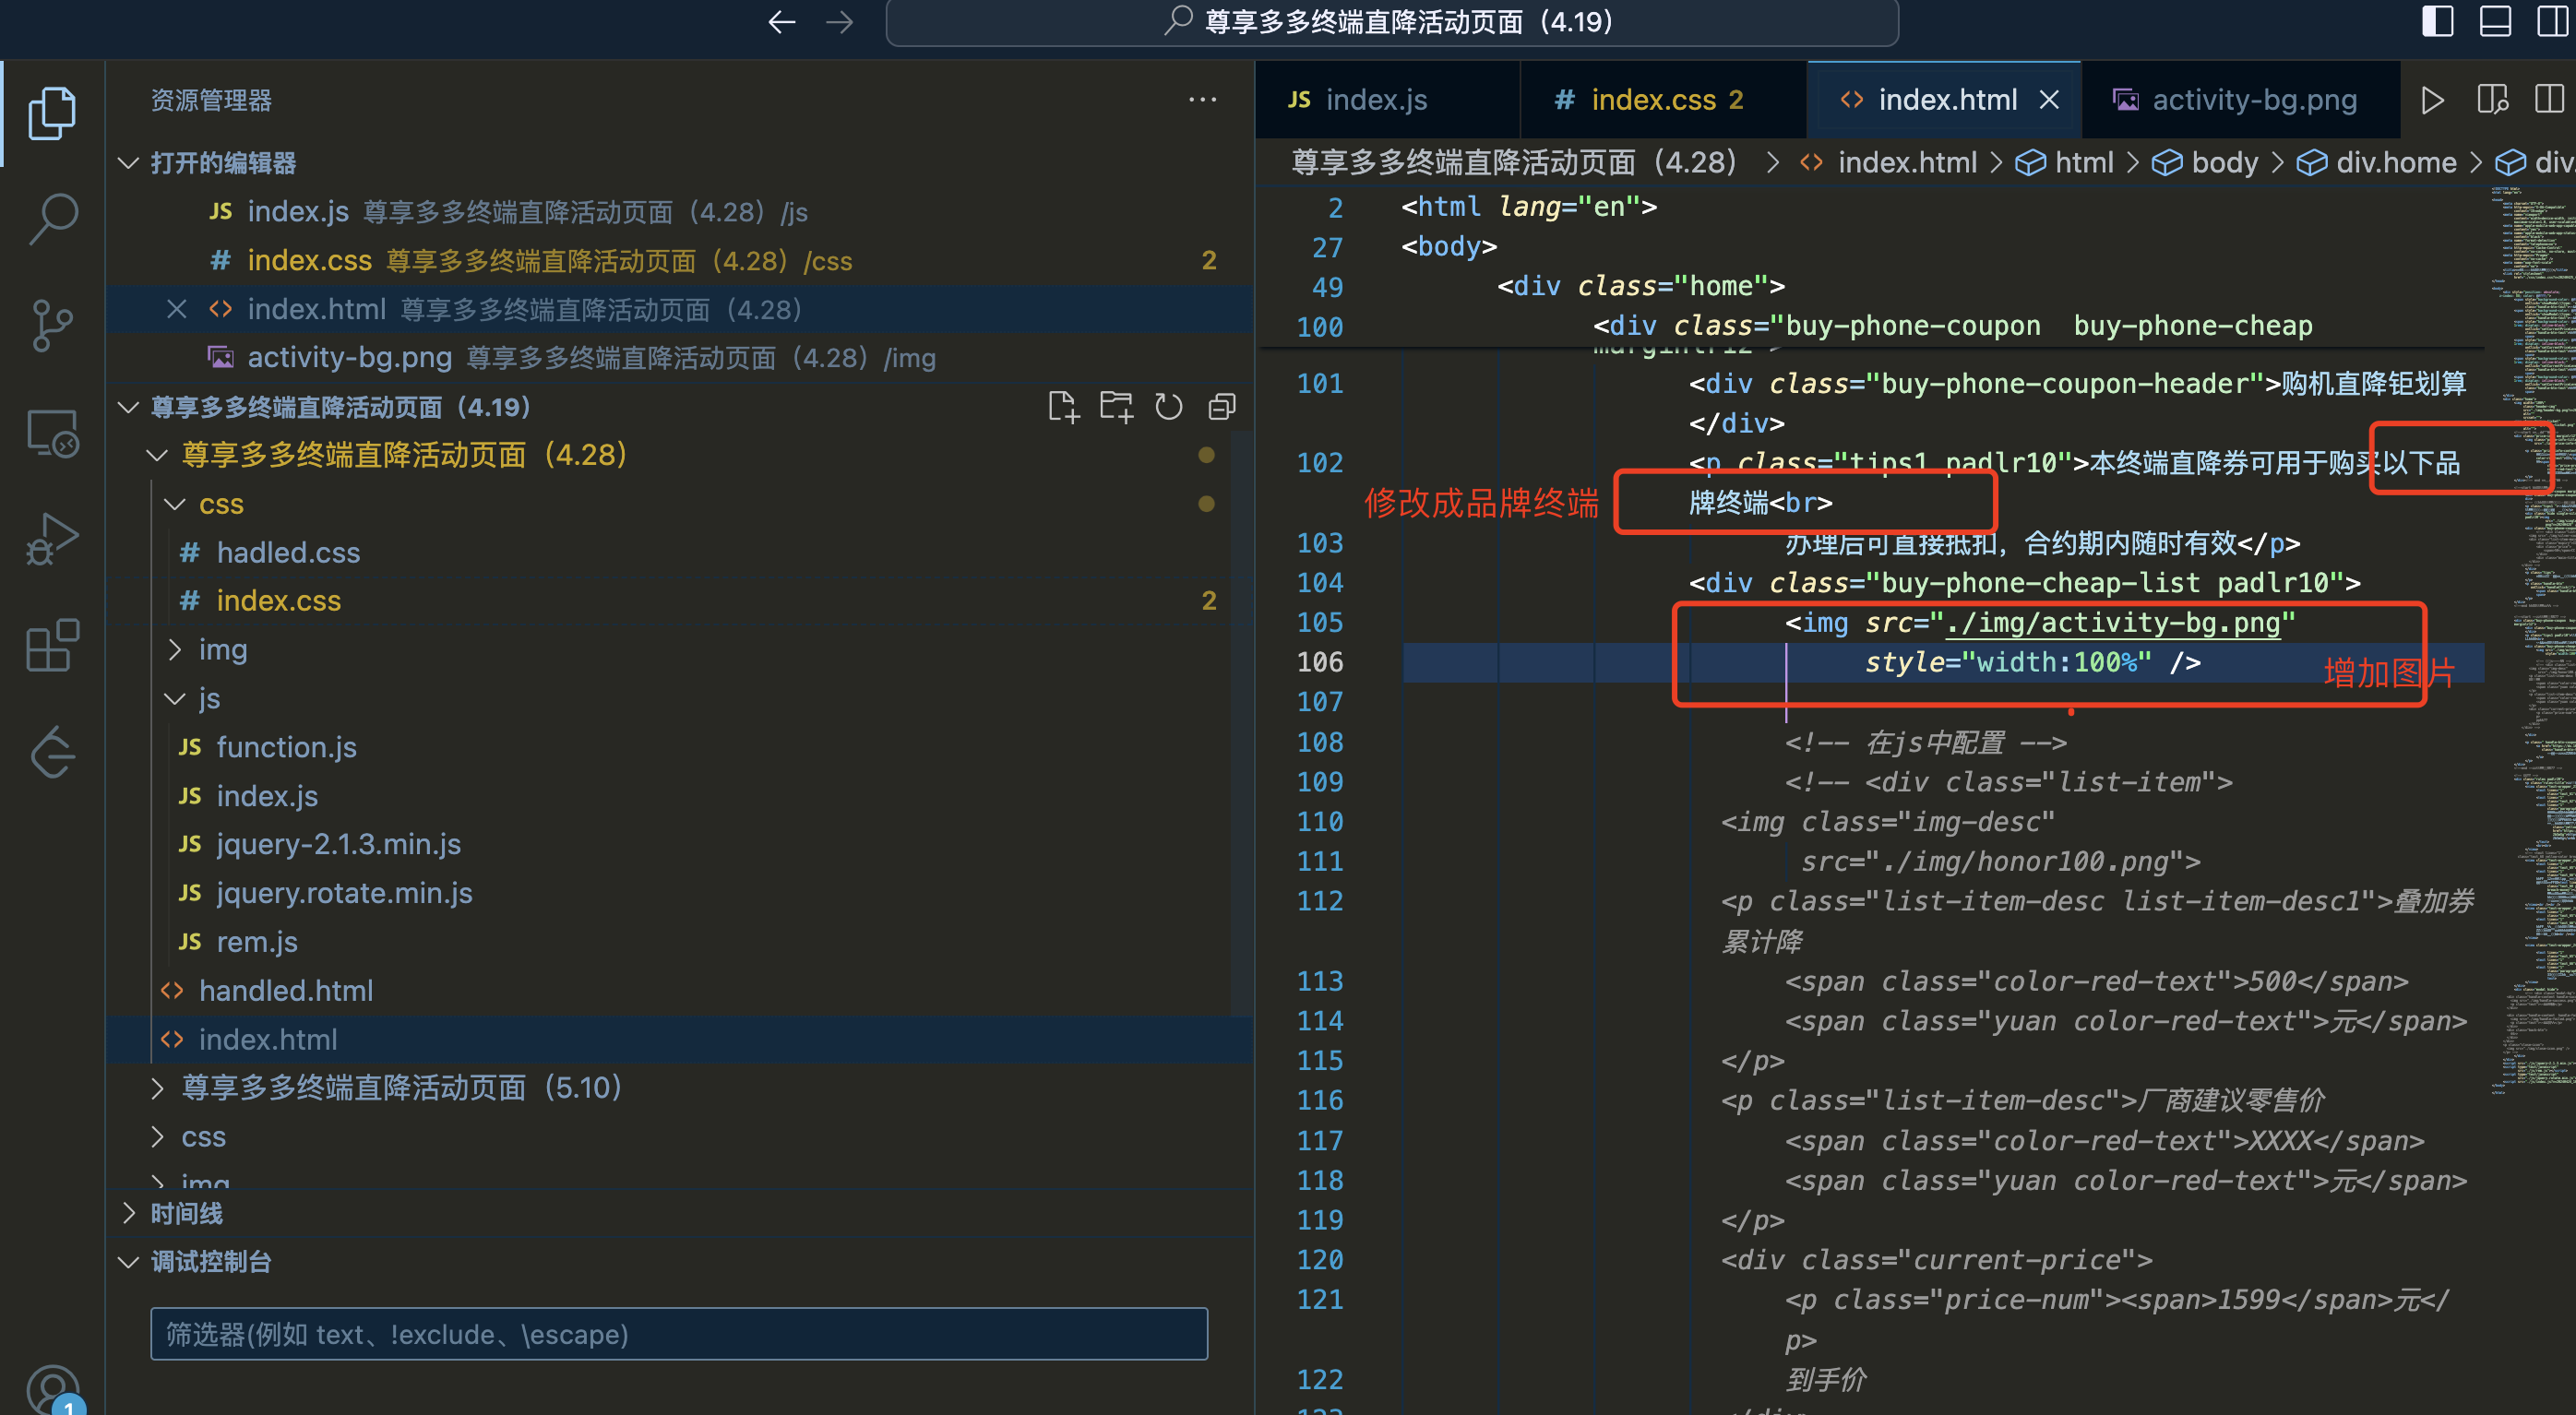 尊享多多终端直降活动页面（4.19）
资源管理器
打开的编辑器
JS index.js 尊享多多终端直降活动页面（4.28）/js
# index.css 尊享多多终端直降活动页面（4.28）/css 2
index.html 尊享多多终端直降活动页面（4.28）
activity-bg.png 尊享多多终端直降活动页面（4.28）/img
尊享多多终端直降活动页面（4.19）
尊享多多终端直降活动页面（4.28）
css
# hadled.css
# index.css 2
img
js
JS function.js
JS index.js
JS jquery-2.1.3.min.js
JS jquery.rotate.min.js
JS rem.js
<> handled.html
<> index.html
尊享多多终端直降活动页面（5.10）
css
img
时间线
调试控制台
筛选器(例如 text、!exclude、\escape)
1
JS index.js
# index.css 2
<> index.html
activity-bg.png
尊享多多终端直降活动页面（4.28） > <> index.html > html > body > div.home > div.
2 <html lang="en">
27 <body>
49 <div class="home">
100 <div class="buy-phone-coupon  buy-phone-cheap
marginlr12">
101 <div class="buy-phone-coupon-header">购机直降钜划算
</div>
102 <p class="tips1 padlr10">本终端直降券可用于购买以下品
牌终端<br>
修改成品牌终端
103 办理后可直接抵扣，合约期内随时有效</p>
104 <div class="buy-phone-cheap-list padlr10">
105 <img src="./img/activity-bg.png"
106 style="width:100%" />
增加图片
107
108 <!-- 在js中配置 -->
109 <!-- <div class="list-item">
110 <img class="img-desc"
111 src="./img/honor100.png">
112 <p class="list-item-desc list-item-desc1">叠加券
累计降
113 <span class="color-red-text">500</span>
114 <span class="yuan color-red-text">元</span>
115 </p>
116 <p class="list-item-desc">厂商建议零售价
117 <span class="color-red-text">XXXX</span>
118 <span class="yuan color-red-text">元</span>
119 </p>
120 <div class="current-price">
121 <p class="price-num"><span>1599</span>元</
p>
122 到手价
123 </div>